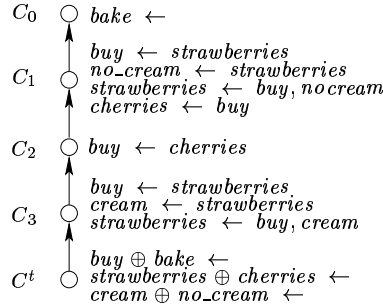 C₀ bake ←
buy ← strawberries
C₁ no_cream ← strawberries
strawberries ← buy, nocream
cherries ← buy
C₂ buy ← cherries
buy ← strawberries
C₃ cream ← strawberries
strawberries ← buy, cream
buy ⊕ bake ←
Cᵗ strawberries ⊕ cherries ←
cream ⊕ no_cream ←